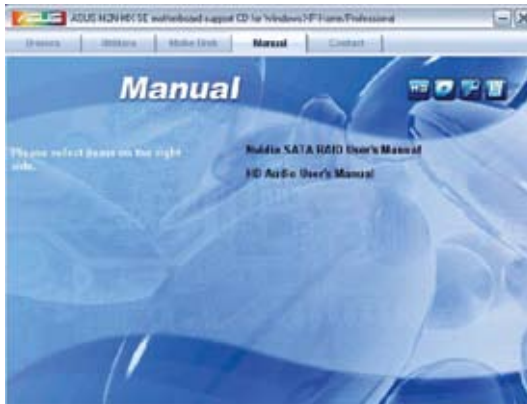 ASUS
ASUS M2N-MX SE motherboard support CD for Windows XP Home/Professional
Drivers Utilities Make Disk Manual Contact
Manual
Please select items on the right side.
Nvidia SATA RAID User's Manual
HD Audio User's Manual